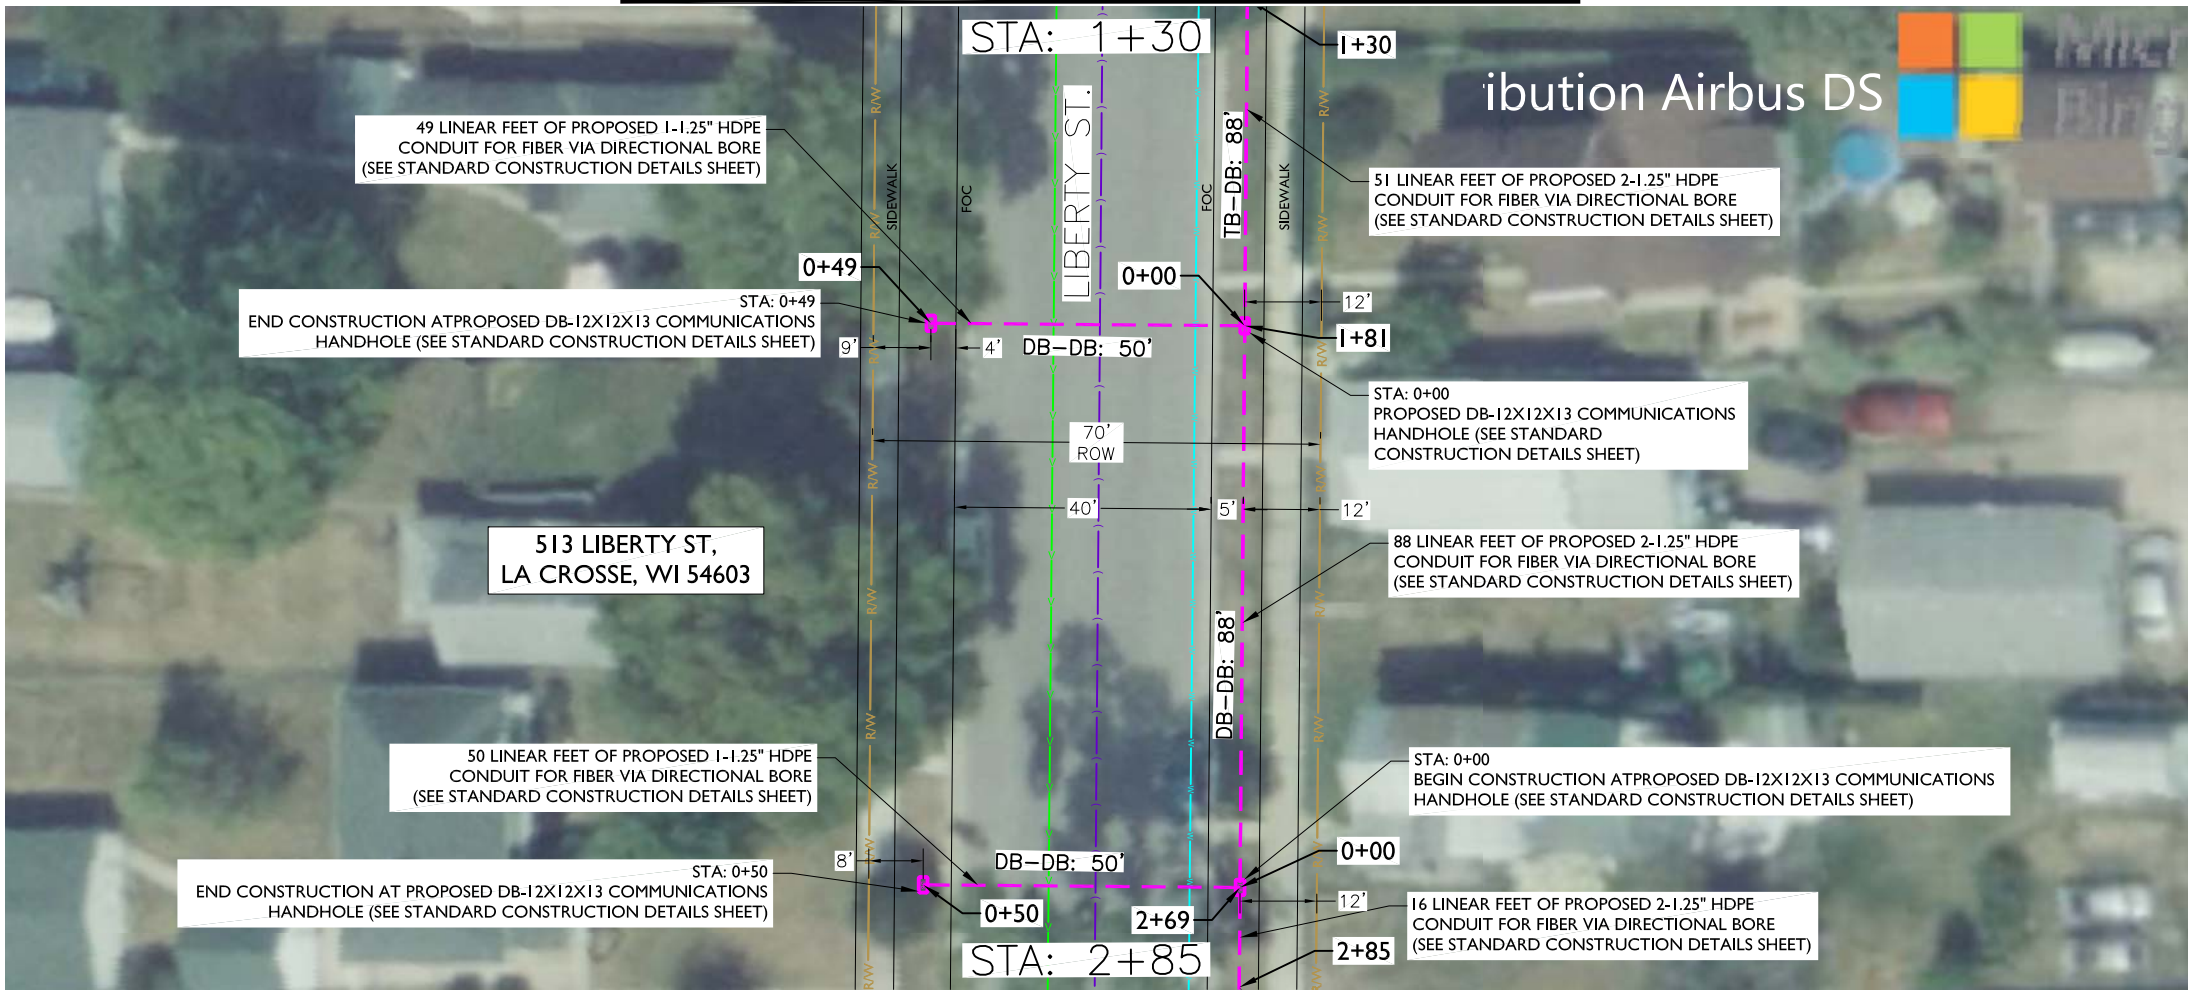 STA: 1+30
1+30
ibution Airbus DS
49 LINEAR FEET OF PROPOSED 1-1.25" HDPE
CONDUIT FOR FIBER VIA DIRECTIONAL BORE
(SEE STANDARD CONSTRUCTION DETAILS SHEET)
R/W
SIDEWALK
FOC
LIBERTY ST.
FOC
TB-DB: 88'
SIDEWALK
R/W
51 LINEAR FEET OF PROPOSED 2-1.25" HDPE
CONDUIT FOR FIBER VIA DIRECTIONAL BORE
(SEE STANDARD CONSTRUCTION DETAILS SHEET)
0+49
0+00
STA: 0+49
END CONSTRUCTION ATPROPOSED DB-12X12X13 COMMUNICATIONS
HANDHOLE (SEE STANDARD CONSTRUCTION DETAILS SHEET)
12'
1+81
9'
4'
DB-DB: 50'
STA: 0+00
PROPOSED DB-12X12X13 COMMUNICATIONS
HANDHOLE (SEE STANDARD
CONSTRUCTION DETAILS SHEET)
70'
ROW
40'
5'
12'
513 LIBERTY ST,
LA CROSSE, WI 54603
88 LINEAR FEET OF PROPOSED 2-1.25" HDPE
CONDUIT FOR FIBER VIA DIRECTIONAL BORE
(SEE STANDARD CONSTRUCTION DETAILS SHEET)
DB-DB: 88'
50 LINEAR FEET OF PROPOSED 1-1.25" HDPE
CONDUIT FOR FIBER VIA DIRECTIONAL BORE
(SEE STANDARD CONSTRUCTION DETAILS SHEET)
STA: 0+00
BEGIN CONSTRUCTION ATPROPOSED DB-12X12X13 COMMUNICATIONS
HANDHOLE (SEE STANDARD CONSTRUCTION DETAILS SHEET)
8'
DB-DB: 50'
0+00
STA: 0+50
END CONSTRUCTION AT PROPOSED DB-12X12X13 COMMUNICATIONS
HANDHOLE (SEE STANDARD CONSTRUCTION DETAILS SHEET)
0+50
2+69
12'
16 LINEAR FEET OF PROPOSED 2-1.25" HDPE
CONDUIT FOR FIBER VIA DIRECTIONAL BORE
(SEE STANDARD CONSTRUCTION DETAILS SHEET)
STA: 2+85
2+85